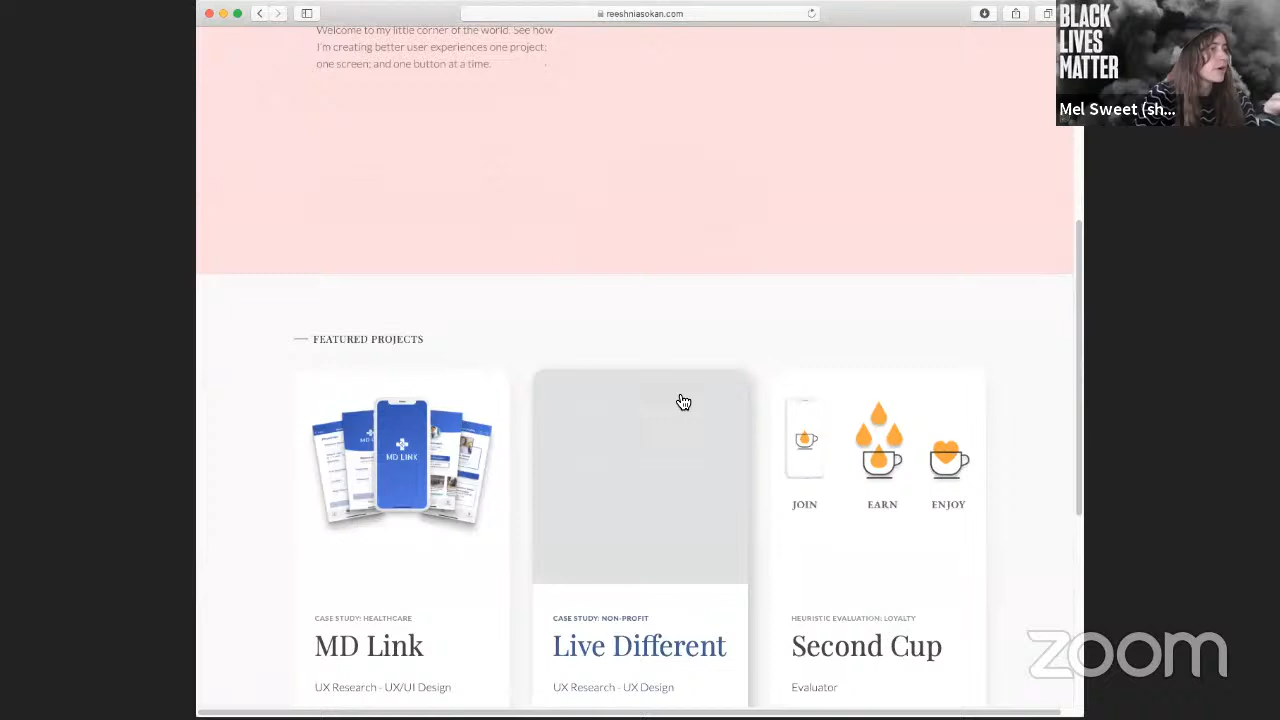 reeshniasokan.com
BLACK
LIVES
MATTER
Mel Sweet (sh...
Welcome to my little corner of the world. See how
I'm creating better user experiences one project;
one screen; and one button at a time.
FEATURED PROJECTS
MD LINK
JOIN
EARN
ENJOY
CASE STUDY: HEALTHCARE
MD Link
UX Research - UX/UI Design
CASE STUDY: NON-PROFIT
Live Different
UX Research - UX Design
HEURISTIC EVALUATION: LOYALTY
Second Cup
Evaluator
zoom